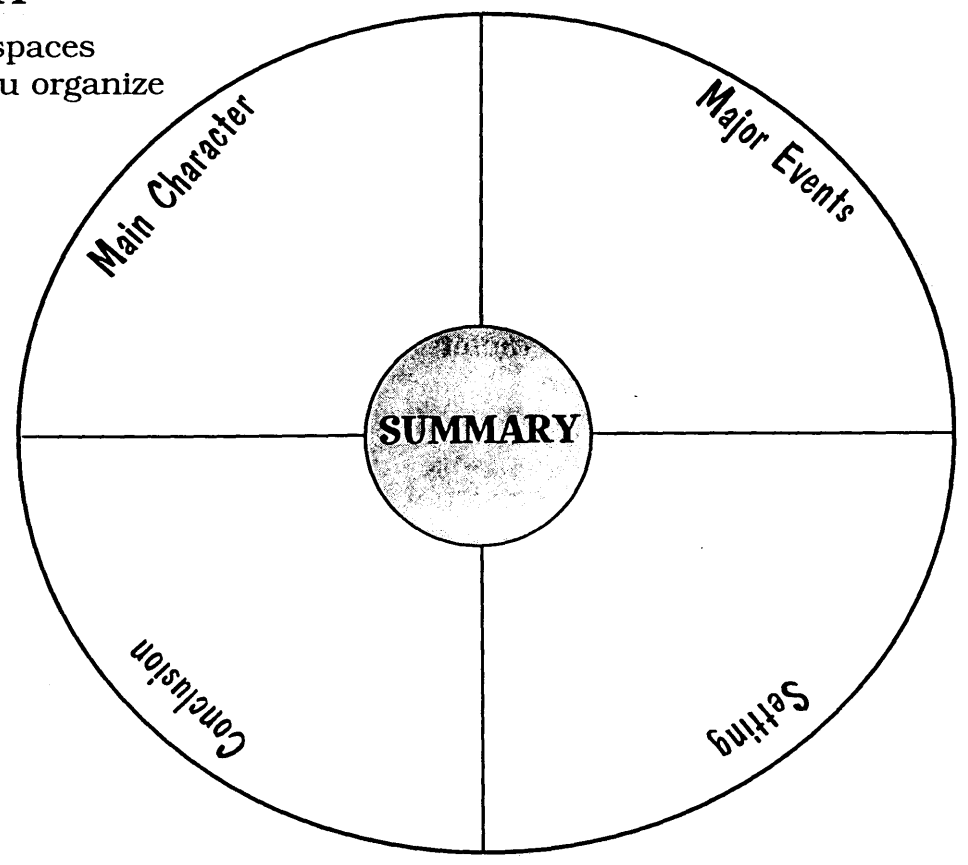 spaces
u organize
Main Character
Major Events
SUMMARY
Conclusion
Setting